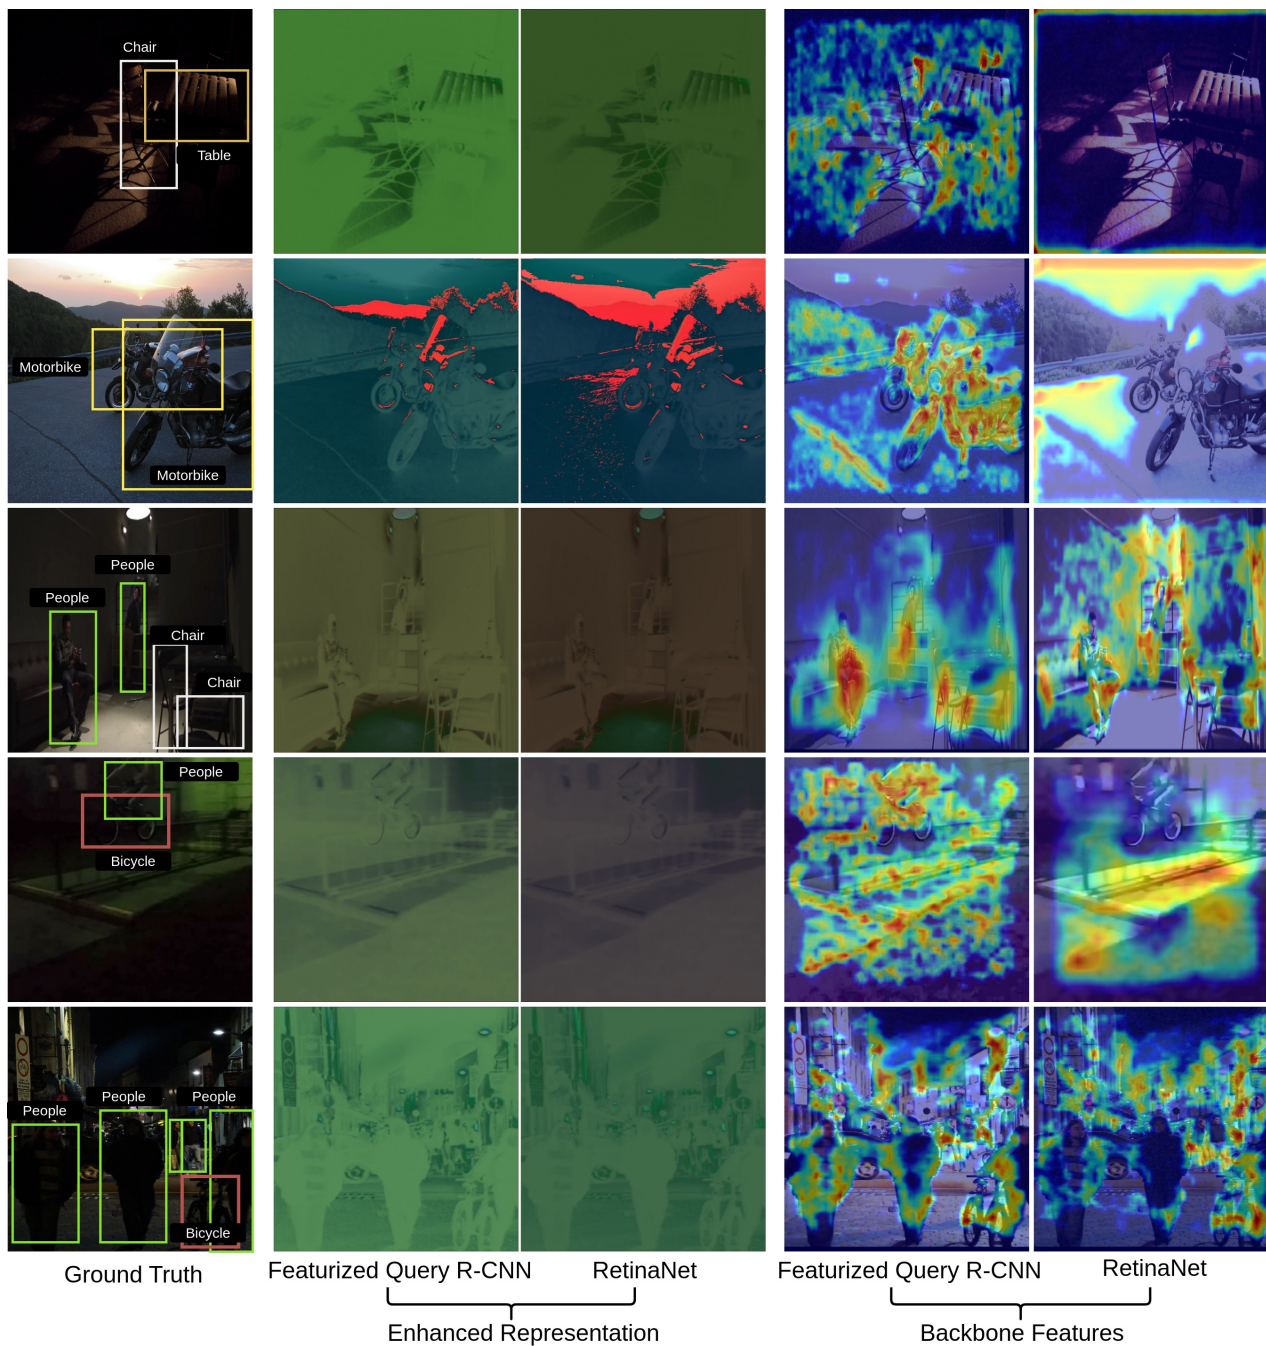 Chair
Table
Motorbike
Motorbike
People
People
Chair
Chair
People
Bicycle
People
People
People
Bicycle
Ground Truth
Featurized Query R-CNN
RetinaNet
Featurized Query R-CNN
RetinaNet
Enhanced Representation
Backbone Features